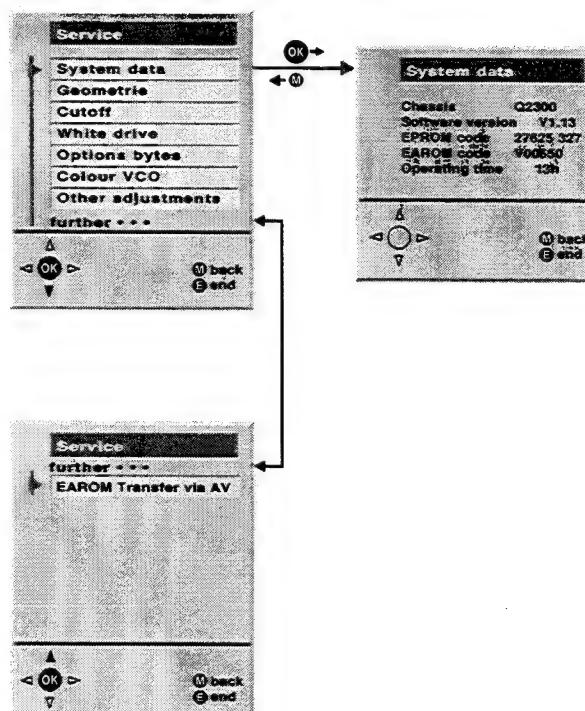 Service
System data
Geometrie
Cutoff
White drive
Options bytes
Colour VCO
Other adjustments
further • • •
OK
M back
E end
OK
M
System data
Chassis Q2300
Software version V1.13
EPROM code 27625 327
EAROM code V00650
Operating time 13h
M back
E end
Service
further • • •
EAROM Transfer via AV
OK
M back
E end